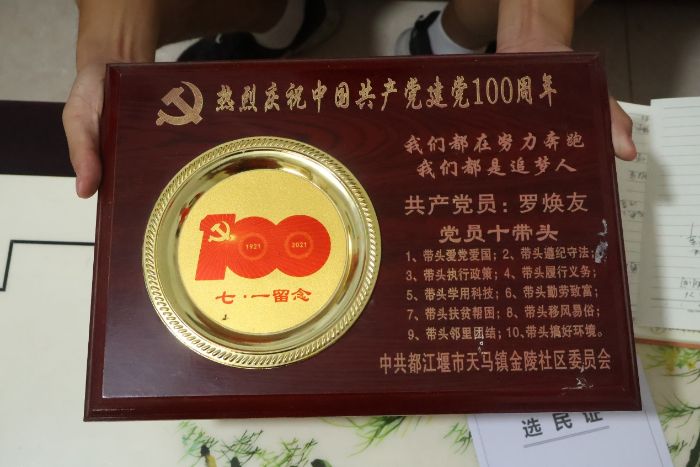 热烈庆祝中国共产党建党100周年
我们都在努力奔跑
我们都是追梦人
共产党员：罗焕友
党员十带头
1、带头爱党爱国；2、带头遵纪守法；
3、带头执行政策；4、带头履行义务；
5、带头学用科技；6、带头勤劳致富；
7、带头扶贫帮困；8、带头移风易俗；
9、带头邻里团结；10、带头搞好环境。
中共都江堰市天马镇金陵社区委员会
100
1921 2021
七·一留念
选民证